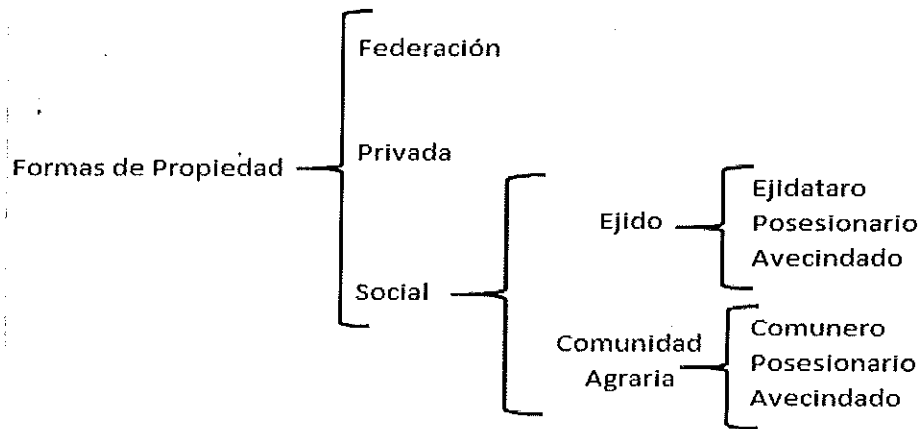 Formas de Propiedad
Federación
Privada
Social
Ejido
Ejidataro
Posesionario
Avecindado
Comunidad
Agraria
Comunero
Posesionario
Avecindado